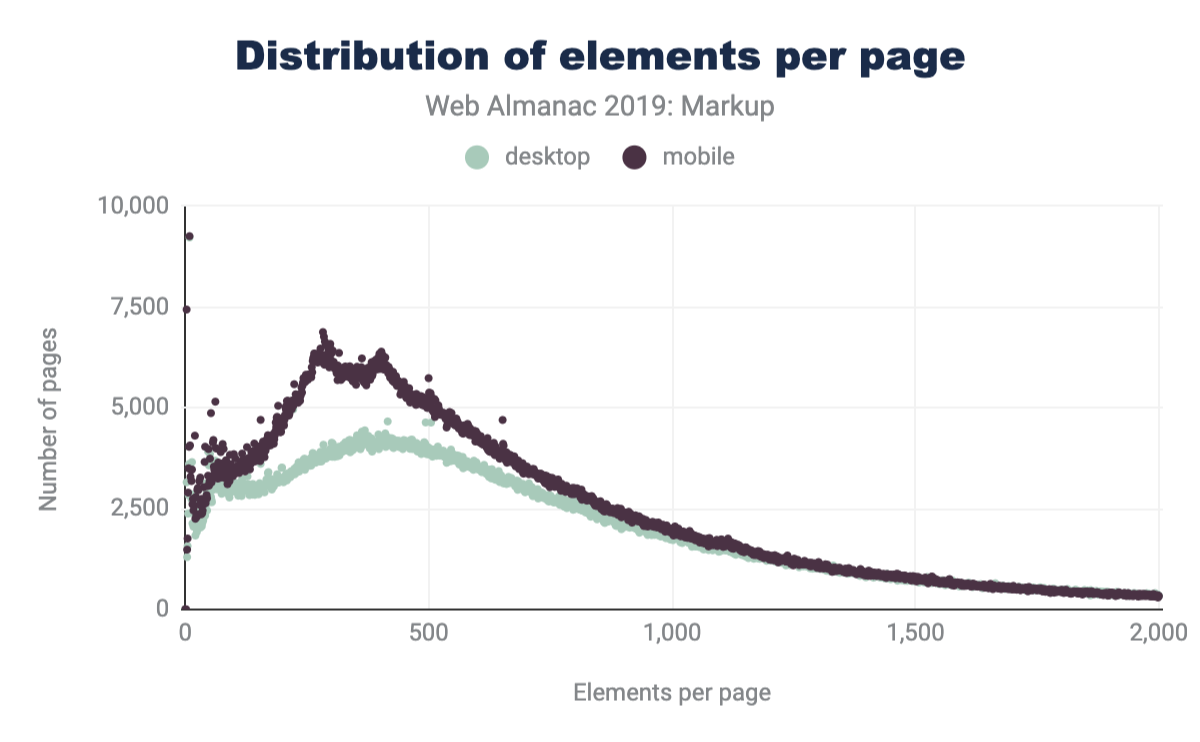 Distribution of elements per page
Web Almanac 2019: Markup
desktop mobile
10,000
7,500
5,000
2,500
0
Number of pages
0 500 1,000 1,500 2,000
Elements per page